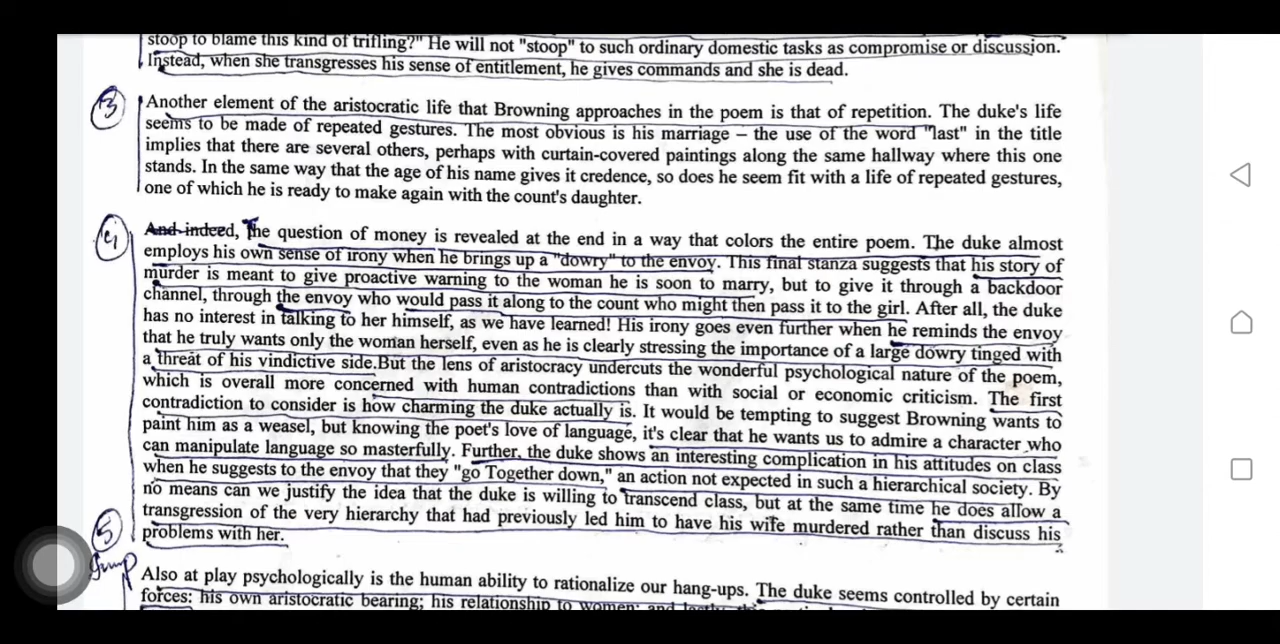 stoop to blame this kind of trifling?" He will not "stoop" to such ordinary domestic tasks as compromise or discussion.
Instead, when she transgresses his sense of entitlement, he gives commands and she is dead.
3
Another element of the aristocratic life that Browning approaches in the poem is that of repetition. The duke's life
seems to be made of repeated gestures. The most obvious is his marriage – the use of the word "last" in the title
implies that there are several others, perhaps with curtain-covered paintings along the same hallway where this one
stands. In the same way that the age of his name gives it credence, so does he seem fit with a life of repeated gestures,
one of which he is ready to make again with the count's daughter.
4
And indeed, The question of money is revealed at the end in a way that colors the entire poem. The duke almost
employs his own sense of irony when he brings up a "dowry" to the envoy. This final stanza suggests that his story of
murder is meant to give proactive warning to the woman he is soon to marry, but to give it through a backdoor
channel, through the envoy who would pass it along to the count who might then pass it to the girl. After all, the duke
has no interest in talking to her himself, as we have learned! His irony goes even further when he reminds the envoy
that he truly wants only the woman herself, even as he is clearly stressing the importance of a large dowry tinged with
a threat of his vindictive side.But the lens of aristocracy undercuts the wonderful psychological nature of the poem,
which is overall more concerned with human contradictions than with social or economic criticism. The first
contradiction to consider is how charming the duke actually is. It would be tempting to suggest Browning wants to
paint him as a weasel, but knowing the poet's love of language, it's clear that he wants us to admire a character who
can manipulate language so masterfully. Further, the duke shows an interesting complication in his attitudes on class
when he suggests to the envoy that they "go Together down," an action not expected in such a hierarchical society. By
no means can we justify the idea that the duke is willing to transcend class, but at the same time he does allow a
transgression of the very hierarchy that had previously led him to have his wife murdered rather than discuss his
problems with her.
5
Also at play psychologically is the human ability to rationalize our hang-ups. The duke seems controlled by certain
forces: his own aristocratic bearing; his relationship to women; and lastly